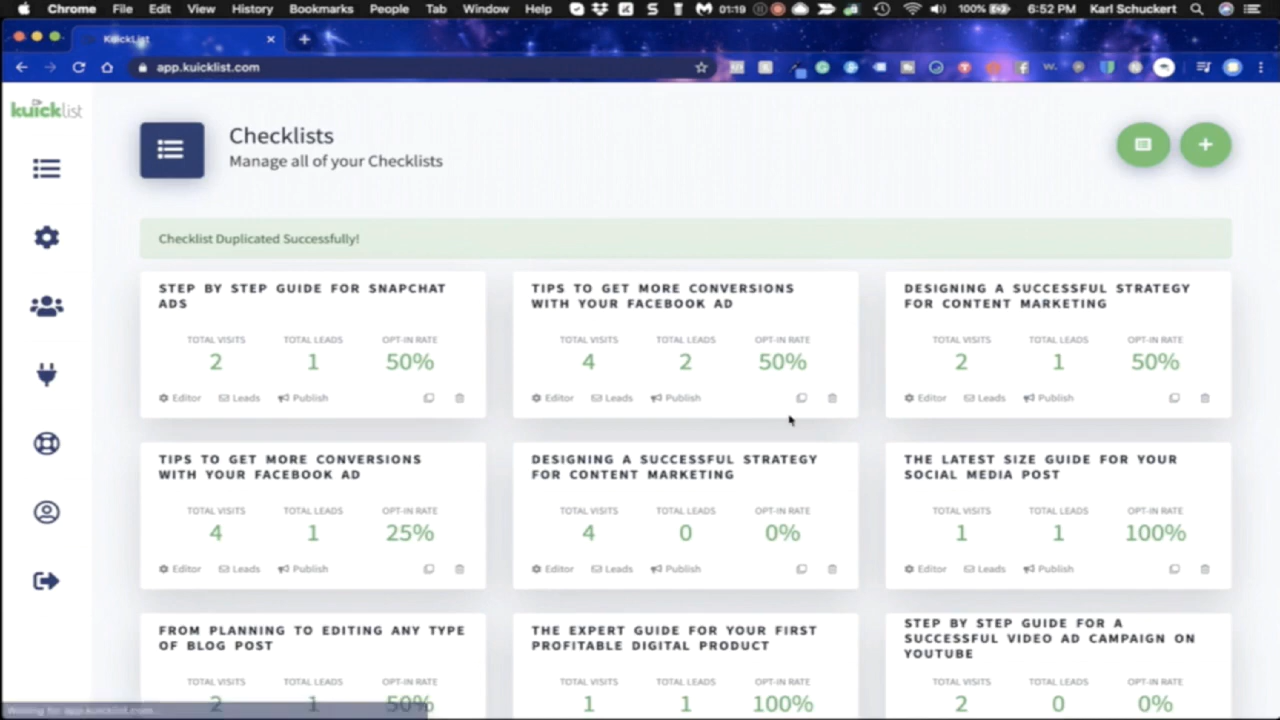 Chrome File Edit View History Bookmarks People Tab Window Help 01:19 100% 6:52 PM Karl Schuckert
KuickList
app.kuicklist.com
kuicklist
Checklists
Manage all of your Checklists
Checklist Duplicated Successfully!
STEP BY STEP GUIDE FOR SNAPCHAT
ADS
TOTAL VISITS TOTAL LEADS OPT-IN RATE
2 1 50%
Editor Leads Publish
TIPS TO GET MORE CONVERSIONS
WITH YOUR FACEBOOK AD
TOTAL VISITS TOTAL LEADS OPT-IN RATE
4 2 50%
Editor Leads Publish
DESIGNING A SUCCESSFUL STRATEGY
FOR CONTENT MARKETING
TOTAL VISITS TOTAL LEADS OPT-IN RATE
2 1 50%
Editor Leads Publish
TIPS TO GET MORE CONVERSIONS
WITH YOUR FACEBOOK AD
TOTAL VISITS TOTAL LEADS OPT-IN RATE
4 1 25%
Editor Leads Publish
DESIGNING A SUCCESSFUL STRATEGY
FOR CONTENT MARKETING
TOTAL VISITS TOTAL LEADS OPT-IN RATE
4 0 0%
Editor Leads Publish
THE LATEST SIZE GUIDE FOR YOUR
SOCIAL MEDIA POST
TOTAL VISITS TOTAL LEADS OPT-IN RATE
1 1 100%
Editor Leads Publish
FROM PLANNING TO EDITING ANY TYPE
OF BLOG POST
TOTAL VISITS TOTAL LEADS OPT-IN RATE
2 1 50%
THE EXPERT GUIDE FOR YOUR FIRST
PROFITABLE DIGITAL PRODUCT
TOTAL VISITS TOTAL LEADS OPT-IN RATE
1 1 100%
STEP BY STEP GUIDE FOR A
SUCCESSFUL VIDEO AD CAMPAIGN ON
YOUTUBE
TOTAL VISITS TOTAL LEADS OPT-IN RATE
2 0 0%
Waiting for app.kuicklist.com...